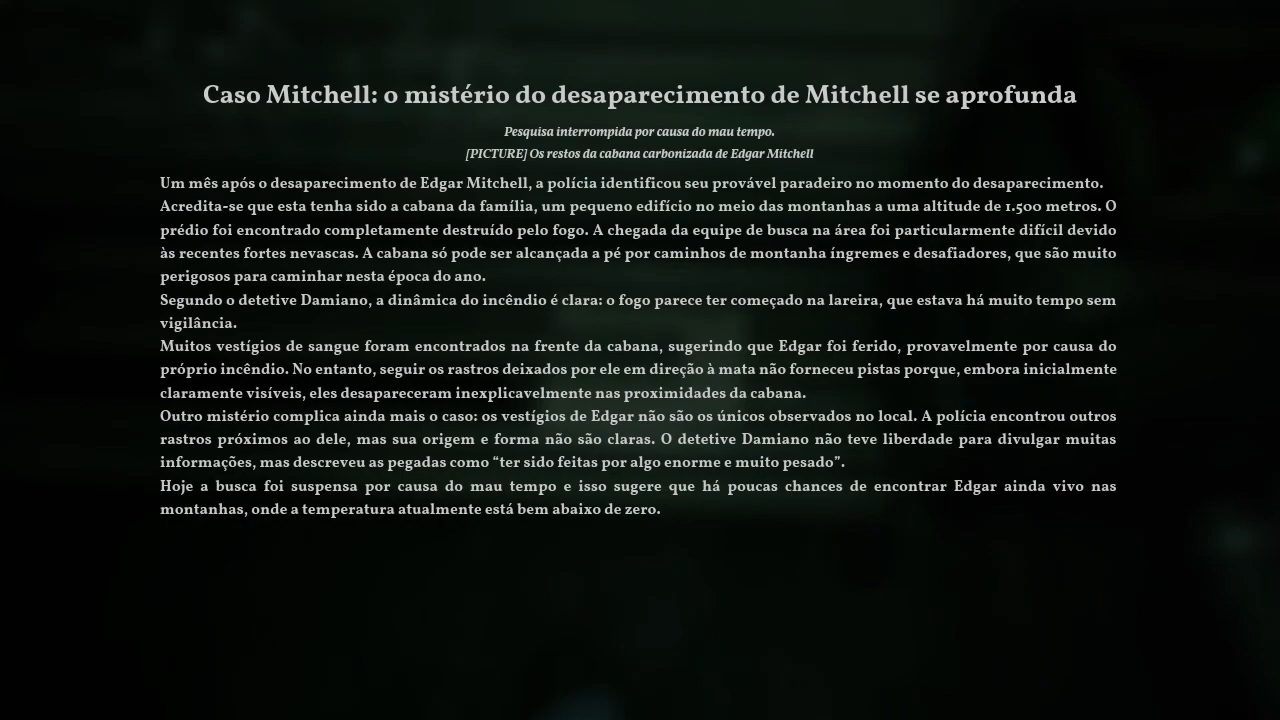 Caso Mitchell: o mistério do desaparecimento de Mitchell se aprofunda
Pesquisa interrompida por causa do mau tempo.
[PICTURE] Os restos da cabana carbonizada de Edgar Mitchell
Um mês após o desaparecimento de Edgar Mitchell, a polícia identificou seu provável paradeiro no momento do desaparecimento.
Acredita-se que esta tenha sido a cabana da família, um pequeno edifício no meio das montanhas a uma altitude de 1.500 metros. O
prédio foi encontrado completamente destruído pelo fogo. A chegada da equipe de busca na área foi particularmente difícil devido
às recentes fortes nevascas. A cabana só pode ser alcançada a pé por caminhos de montanha íngremes e desafiadores, que são muito
perigosos para caminhar nesta época do ano.
Segundo o detetive Damiano, a dinâmica do incêndio é clara: o fogo parece ter começado na lareira, que estava há muito tempo sem
vigilância.
Muitos vestígios de sangue foram encontrados na frente da cabana, sugerindo que Edgar foi ferido, provavelmente por causa do
próprio incêndio. No entanto, seguir os rastros deixados por ele em direção à mata não forneceu pistas porque, embora inicialmente
claramente visíveis, eles desapareceram inexplicavelmente nas proximidades da cabana.
Outro mistério complica ainda mais o caso: os vestígios de Edgar não são os únicos observados no local. A polícia encontrou outros
rastros próximos ao dele, mas sua origem e forma não são claras. O detetive Damiano não teve liberdade para divulgar muitas
informações, mas descreveu as pegadas como “ter sido feitas por algo enorme e muito pesado”.
Hoje a busca foi suspensa por causa do mau tempo e isso sugere que há poucas chances de encontrar Edgar ainda vivo nas
montanhas, onde a temperatura atualmente está bem abaixo de zero.